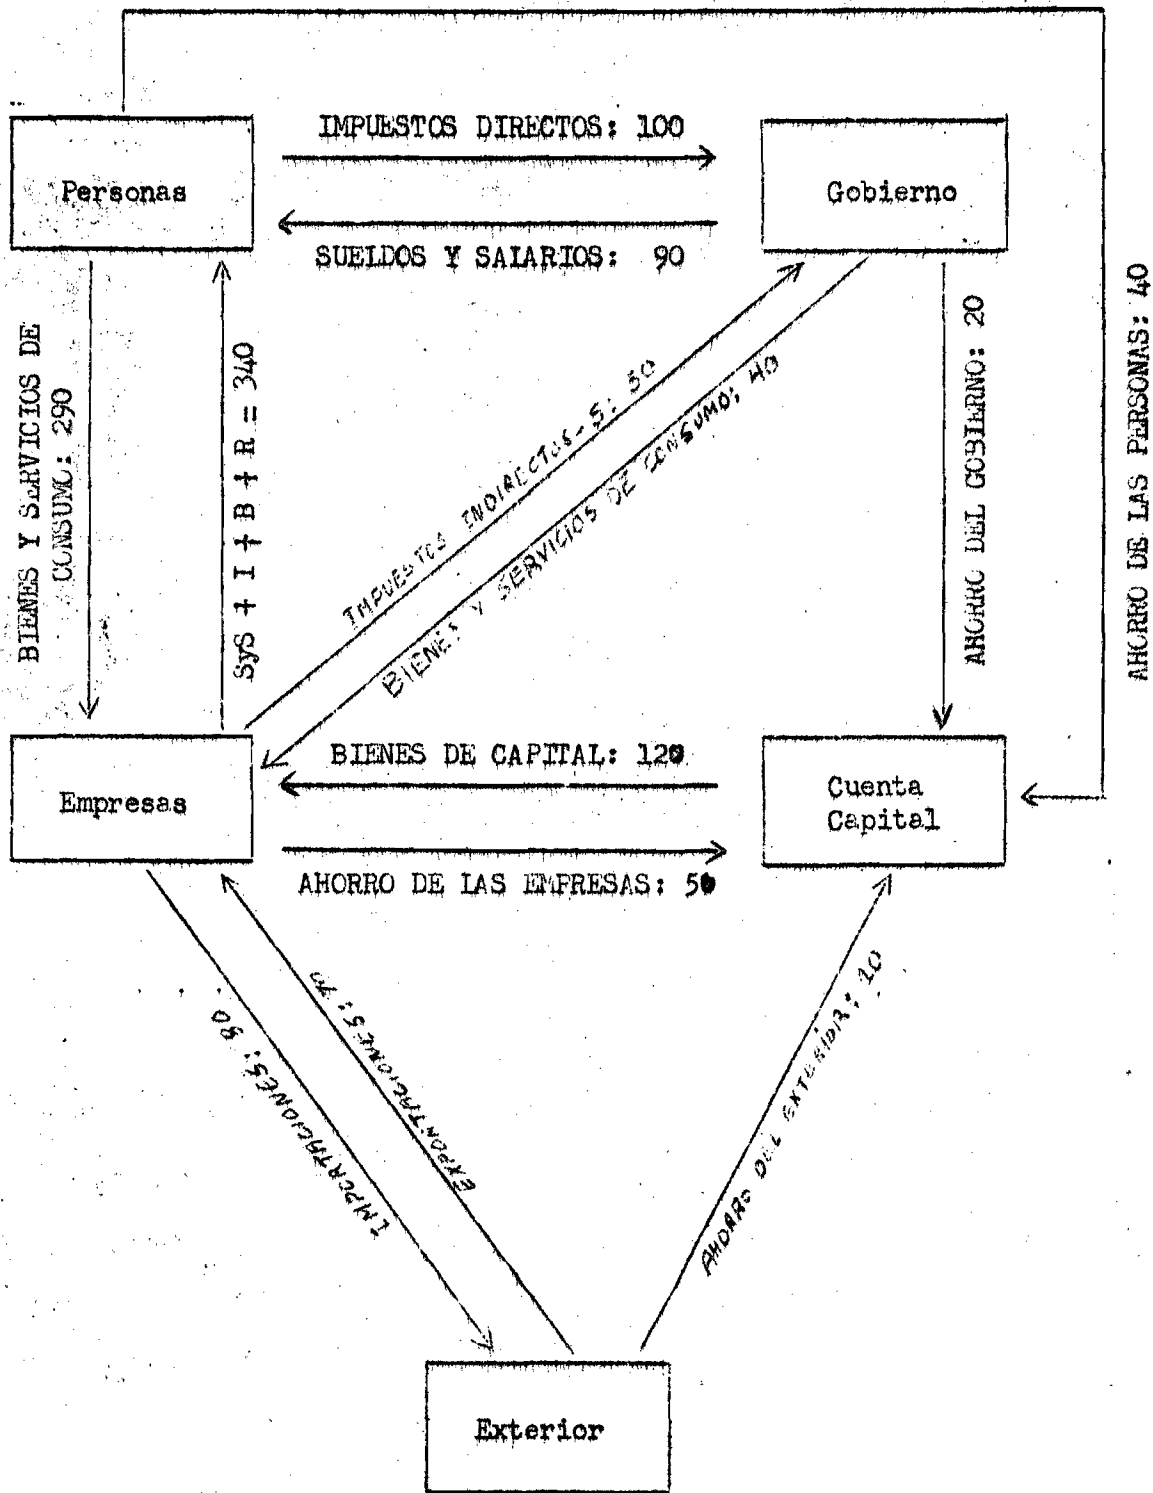 IMPUESTOS DIRECTOS: 100
Personas
Gobierno
SUELDOS Y SALARIOS: 90
BIENES Y SERVICIOS DE
CONSUMO: 290
SyS + I + B + R = 340
IMPUESTOS INDIRECTOS-S: 50
BIENES Y SERVICIOS DE CONSUMO: 40
AHORRO DEL GOBIERNO: 20
AHORRO DE LAS PERSONAS: 40
BIENES DE CAPITAL: 120
Empresas
Cuenta
Capital
AHORRO DE LAS EMPRESAS: 50
IMPORTACIONES: 80
EXPORTACIONES: 70
AHORRO DEL EXTERIOR: 10
Exterior